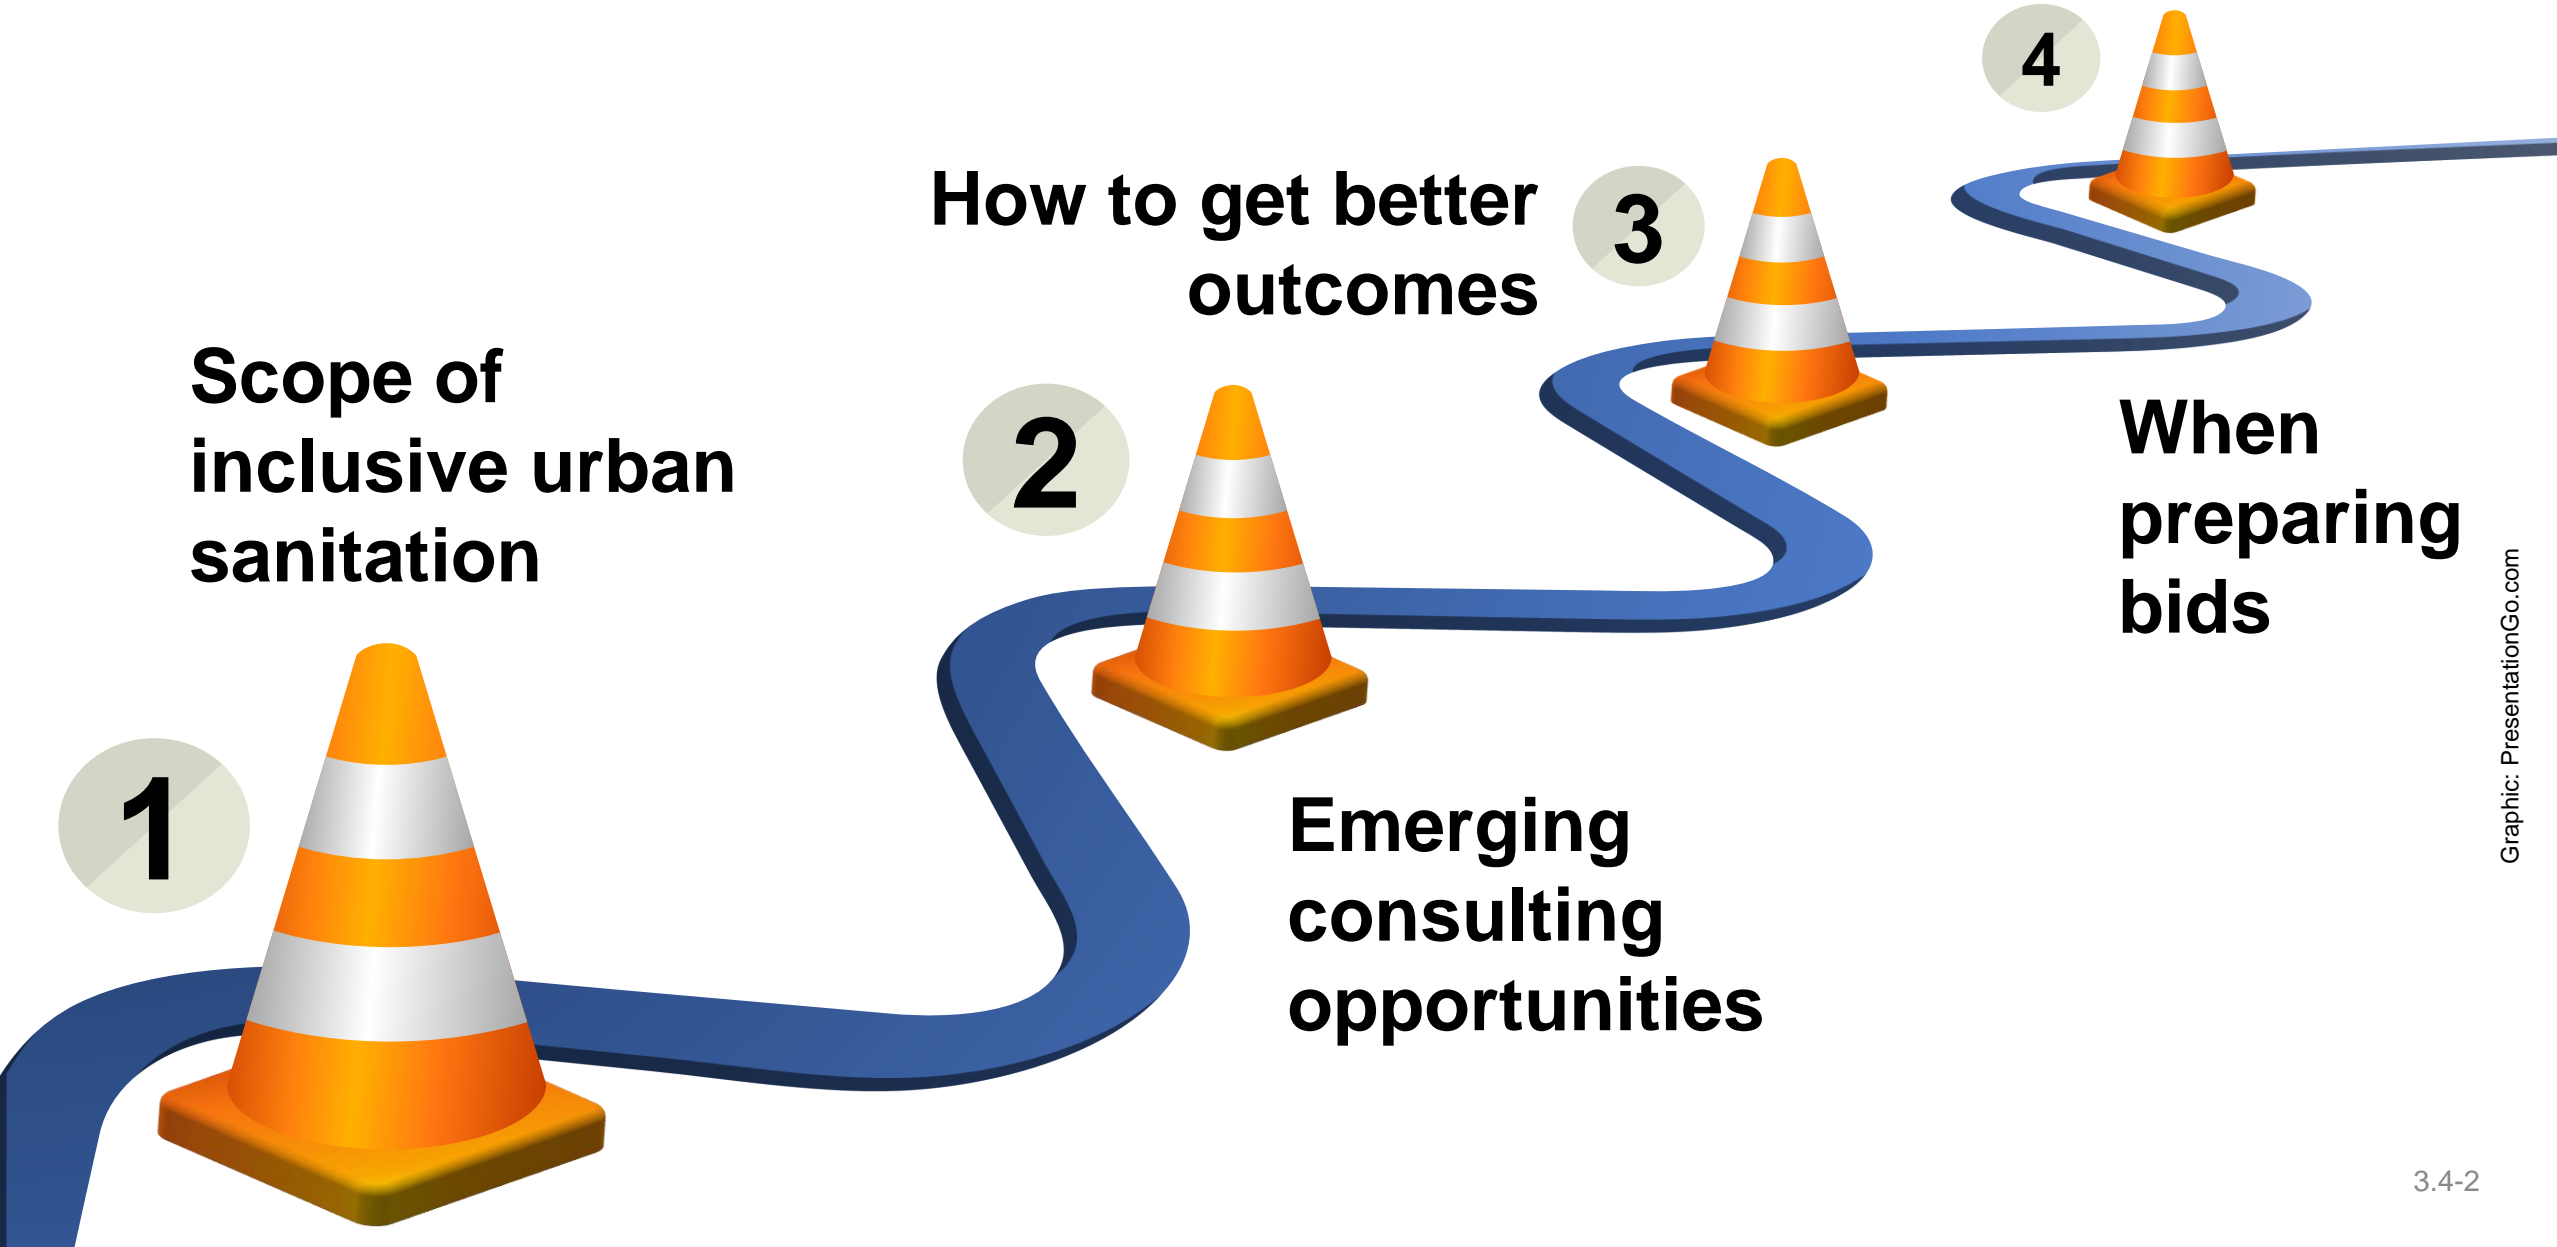 1
Scope of
inclusive urban
sanitation
2
Emerging
consulting
opportunities
3
How to get better
outcomes
4
When
preparing
bids
Graphic: PresentationGo.com
3.4-2